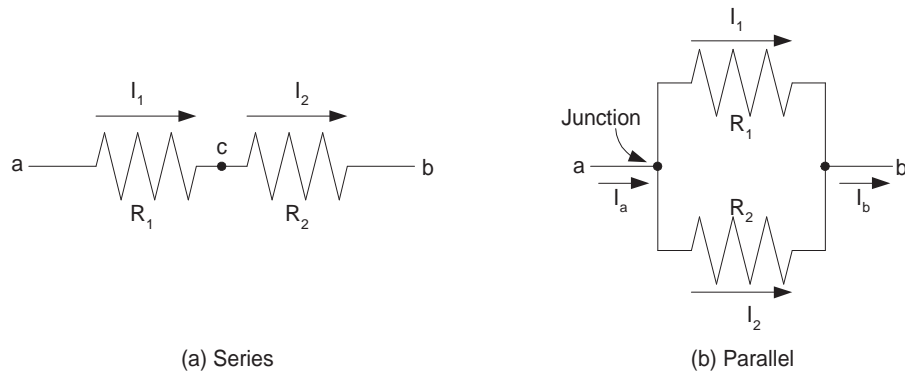 I1
I2
a
c
b
R1
R2
(a) Series
I1
R1
Junction
a
b
Ia
Ib
R2
I2
(b) Parallel